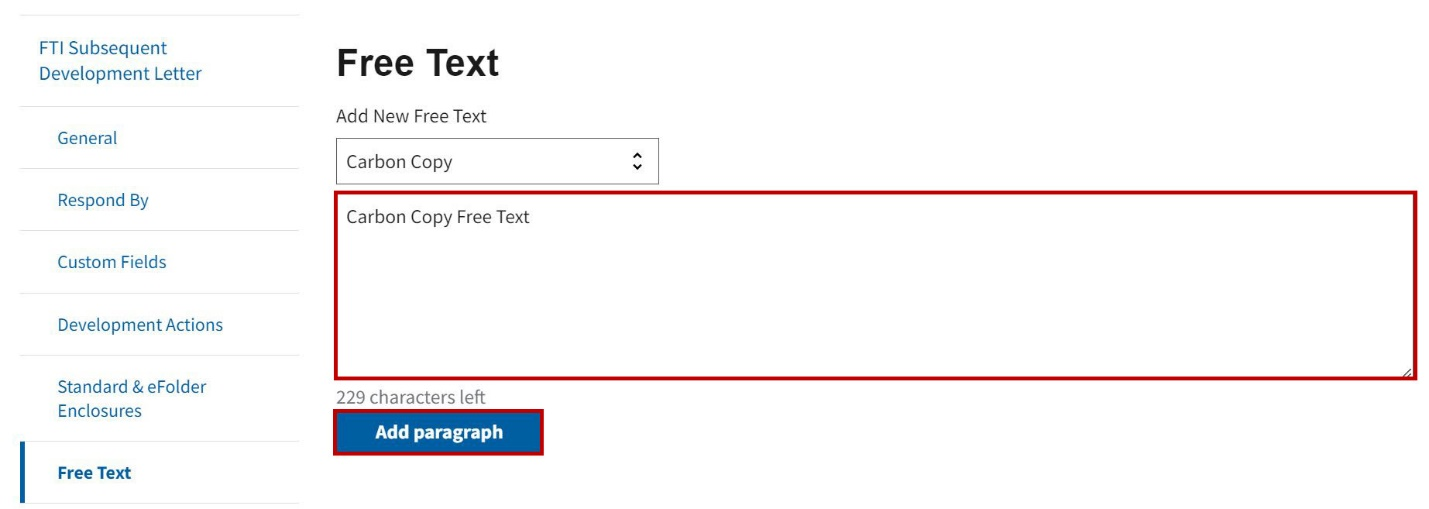 FTI Subsequent
Development Letter
General
Respond By
Custom Fields
Development Actions
Standard & eFolder
Enclosures
Free Text
Free Text
Add New Free Text
Carbon Copy
Carbon Copy Free Text
229 characters left
Add paragraph